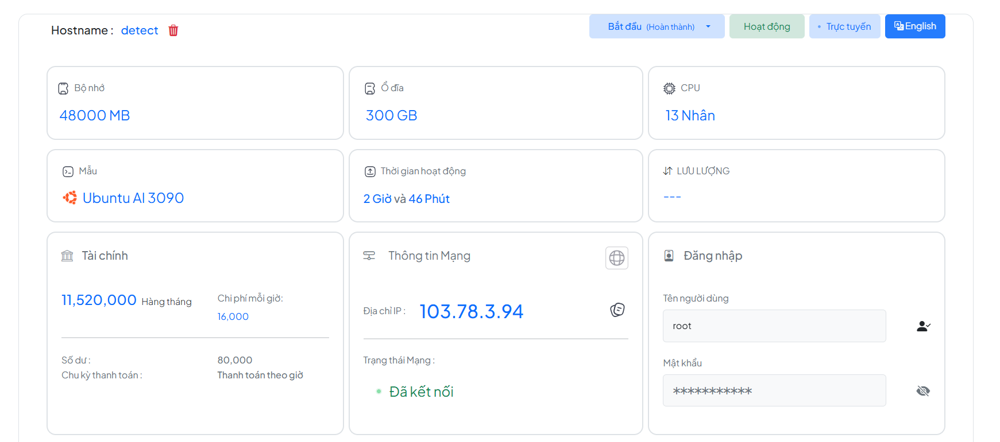 Hostname : detect
Bắt đầu (Hoàn thành)
Hoạt động
Trực tuyến
English
Bộ nhớ
48000 MB
Ổ đĩa
300 GB
CPU
13 Nhân
Mẫu
Ubuntu AI 3090
Thời gian hoạt động
2 Giờ và 46 Phút
LƯU LƯỢNG
---
Tài chính
11,520,000 Hàng tháng
Chi phí mỗi giờ:
16,000
Số dư : 80,000
Chu kỳ thanh toán : Thanh toán theo giờ
Thông tin Mạng
Địa chỉ IP : 103.78.3.94
Trạng thái Mạng :
Đã kết nối
Đăng nhập
Tên người dùng
root
Mật khẩu
***********